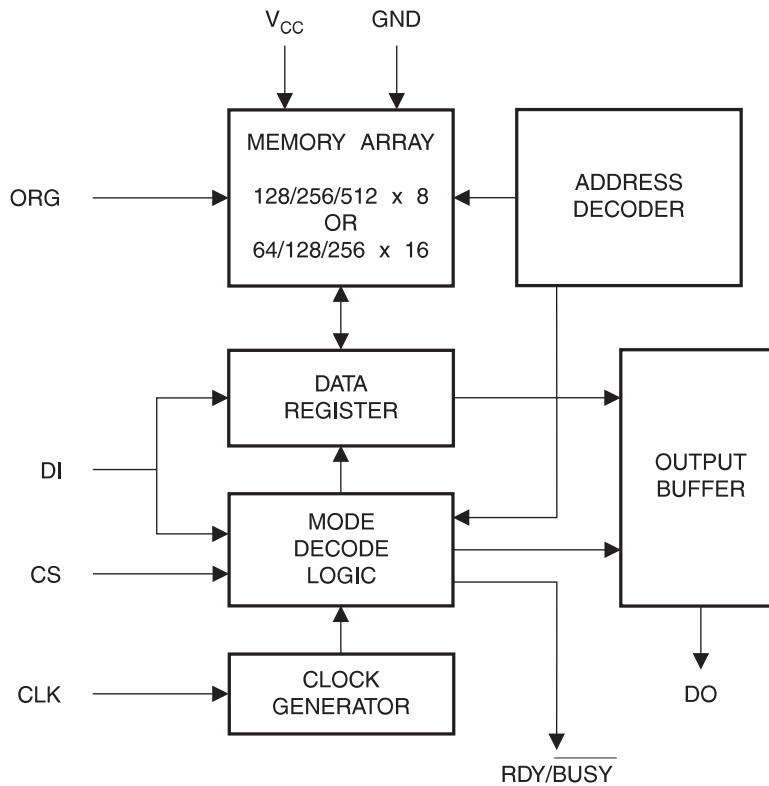 VCC
GND
MEMORY ARRAY
128/256/512 x 8
OR
64/128/256 x 16
ADDRESS
DECODER
ORG
DATA
REGISTER
DI
OUTPUT
BUFFER
MODE
DECODE
LOGIC
CS
CLOCK
GENERATOR
CLK
DO
RDY/BUSY